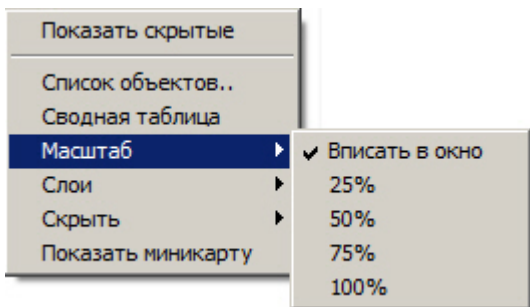 Показать скрытые
Список объектов..
Сводная таблица
Масштаб
Слои
Скрыть
Показать миникарту
Вписать в окно
25%
50%
75%
100%